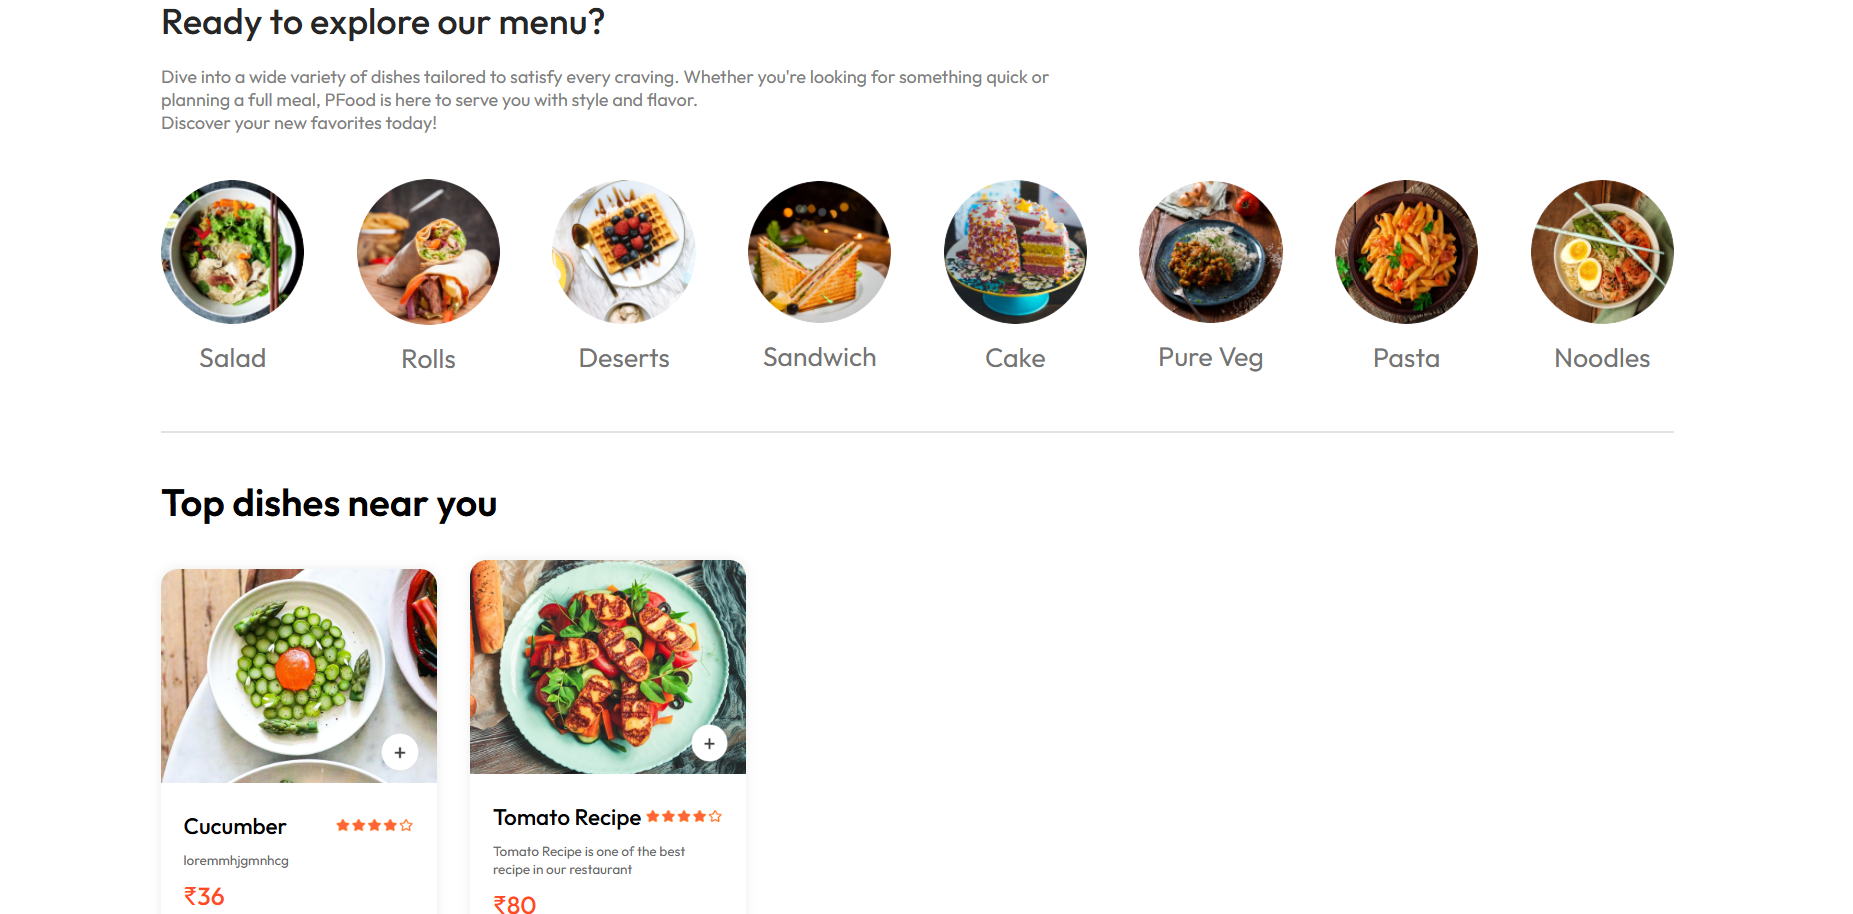 Ready to explore our menu?
Dive into a wide variety of dishes tailored to satisfy every craving. Whether you're looking for something quick or
planning a full meal, PFood is here to serve you with style and flavor.
Discover your new favorites today!
Salad
Rolls
Deserts
Sandwich
Cake
Pure Veg
Pasta
Noodles
Top dishes near you
+
Cucumber
loremmhjgmnhcg
₹36
+
Tomato Recipe
Tomato Recipe is one of the best
recipe in our restaurant
₹80